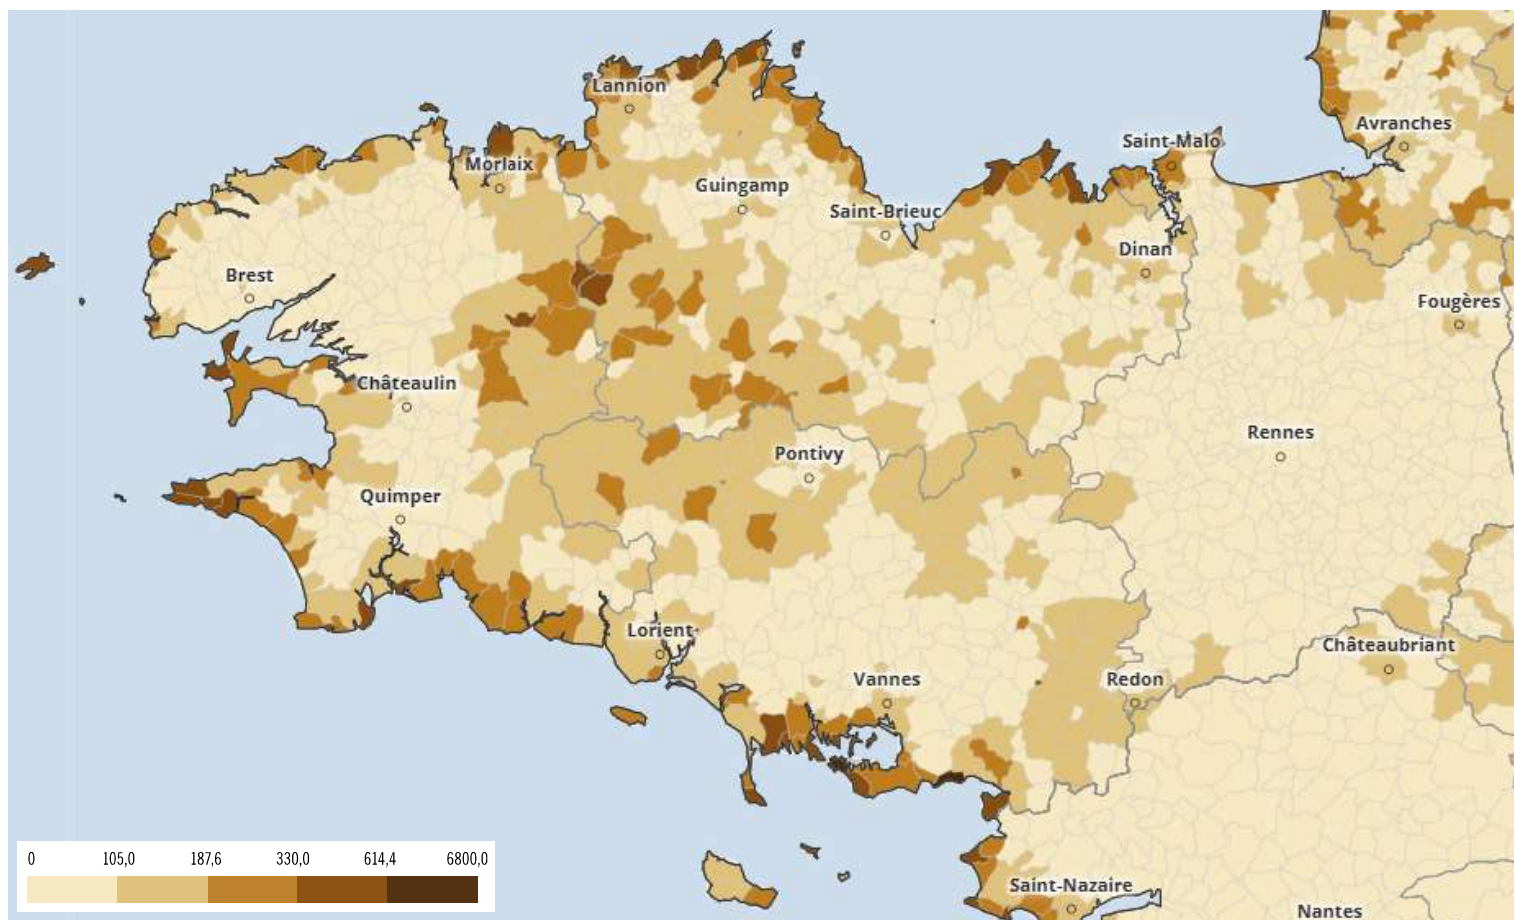 Lannion
Avranches
Saint-Malo
Morlaix
Guingamp
Saint-Brieuc
Dinan
Brest
Fougères
Châteaulin
Rennes
Pontivy
Quimper
Lorient
Châteaubriant
Vannes
Redon
0 105,0 187,6 330,0 614,4 6800,0
Saint-Nazaire
Nantes